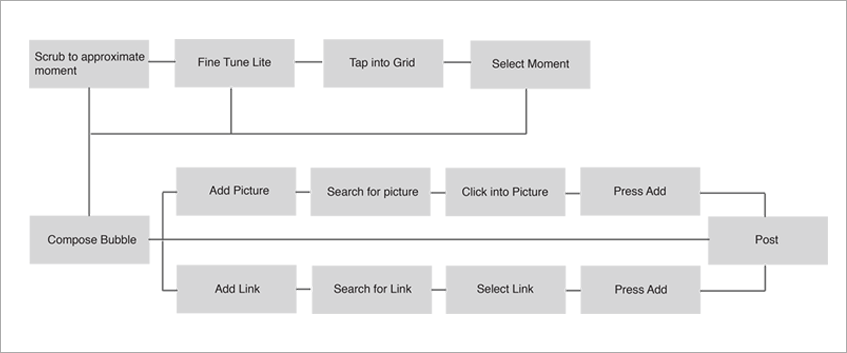 Scrub to approximate
moment
Fine Tune Lite
Tap into Grid
Select Moment
Add Picture
Search for picture
Click into Picture
Press Add
Compose Bubble
Post
Add Link
Search for Link
Select Link
Press Add